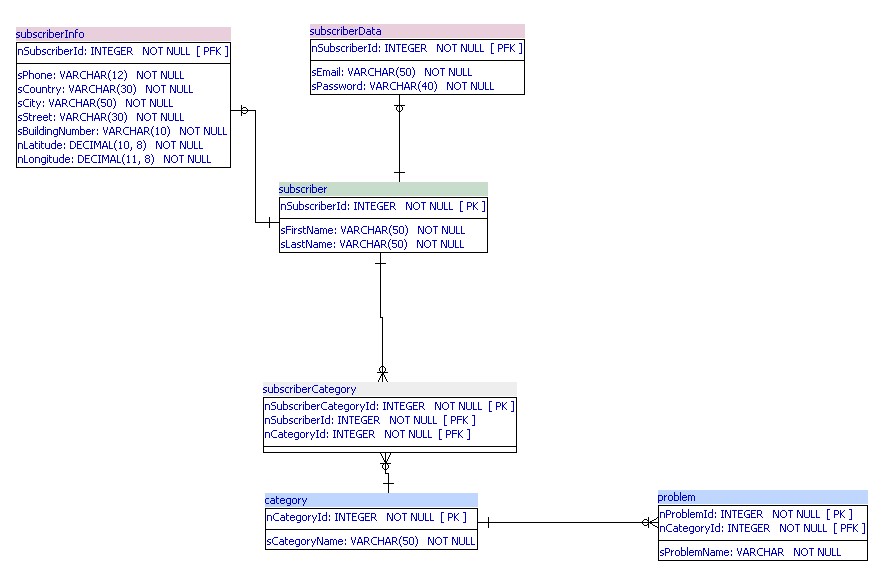 subscriberInfo
nSubscriberId: INTEGER NOT NULL [ PFK ]
sPhone: VARCHAR(12) NOT NULL
sCountry: VARCHAR(30) NOT NULL
sCity: VARCHAR(50) NOT NULL
sStreet: VARCHAR(30) NOT NULL
sBuildingNumber: VARCHAR(10) NOT NULL
nLatitude: DECIMAL(10, 8) NOT NULL
nLongitude: DECIMAL(11, 8) NOT NULL
subscriberData
nSubscriberId: INTEGER NOT NULL [ PFK ]
sEmail: VARCHAR(50) NOT NULL
sPassword: VARCHAR(40) NOT NULL
subscriber
nSubscriberId: INTEGER NOT NULL [ PK ]
sFirstName: VARCHAR(50) NOT NULL
sLastName: VARCHAR(50) NOT NULL
subscriberCategory
nSubscriberCategoryId: INTEGER NOT NULL [ PK ]
nSubscriberId: INTEGER NOT NULL [ PFK ]
nCategoryId: INTEGER NOT NULL [ PFK ]
category
nCategoryId: INTEGER NOT NULL [ PK ]
sCategoryName: VARCHAR(50) NOT NULL
problem
nProblemId: INTEGER NOT NULL [ PK ]
nCategoryId: INTEGER NOT NULL [ PFK ]
sProblemName: VARCHAR NOT NULL